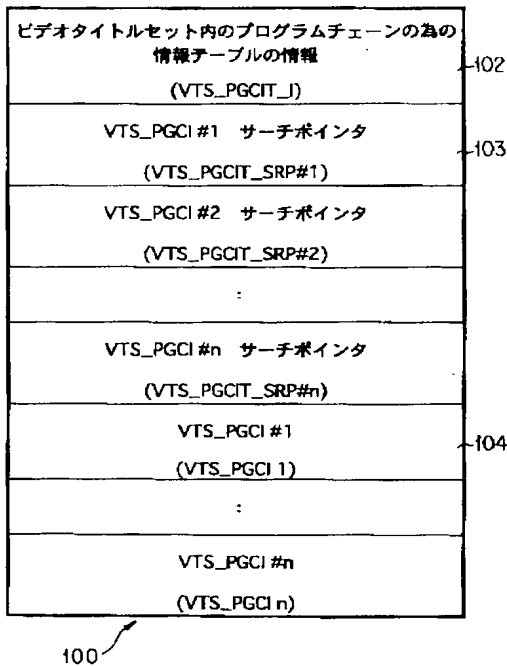 ビデオタイトルセット内のプログラムチェーンの為の
情報テーブルの情報
(VTS_PGCIT_I)
102
VTS_PGCI #1 サーチポインタ
(VTS_PGCIT_SRP#1)
103
VTS_PGCI #2 サーチポインタ
(VTS_PGCIT_SRP#2)
:
VTS_PGCI #n サーチポインタ
(VTS_PGCIT_SRP#n)
VTS_PGCI #1
(VTS_PGCI 1)
104
:
VTS_PGCI #n
(VTS_PGCI n)
100